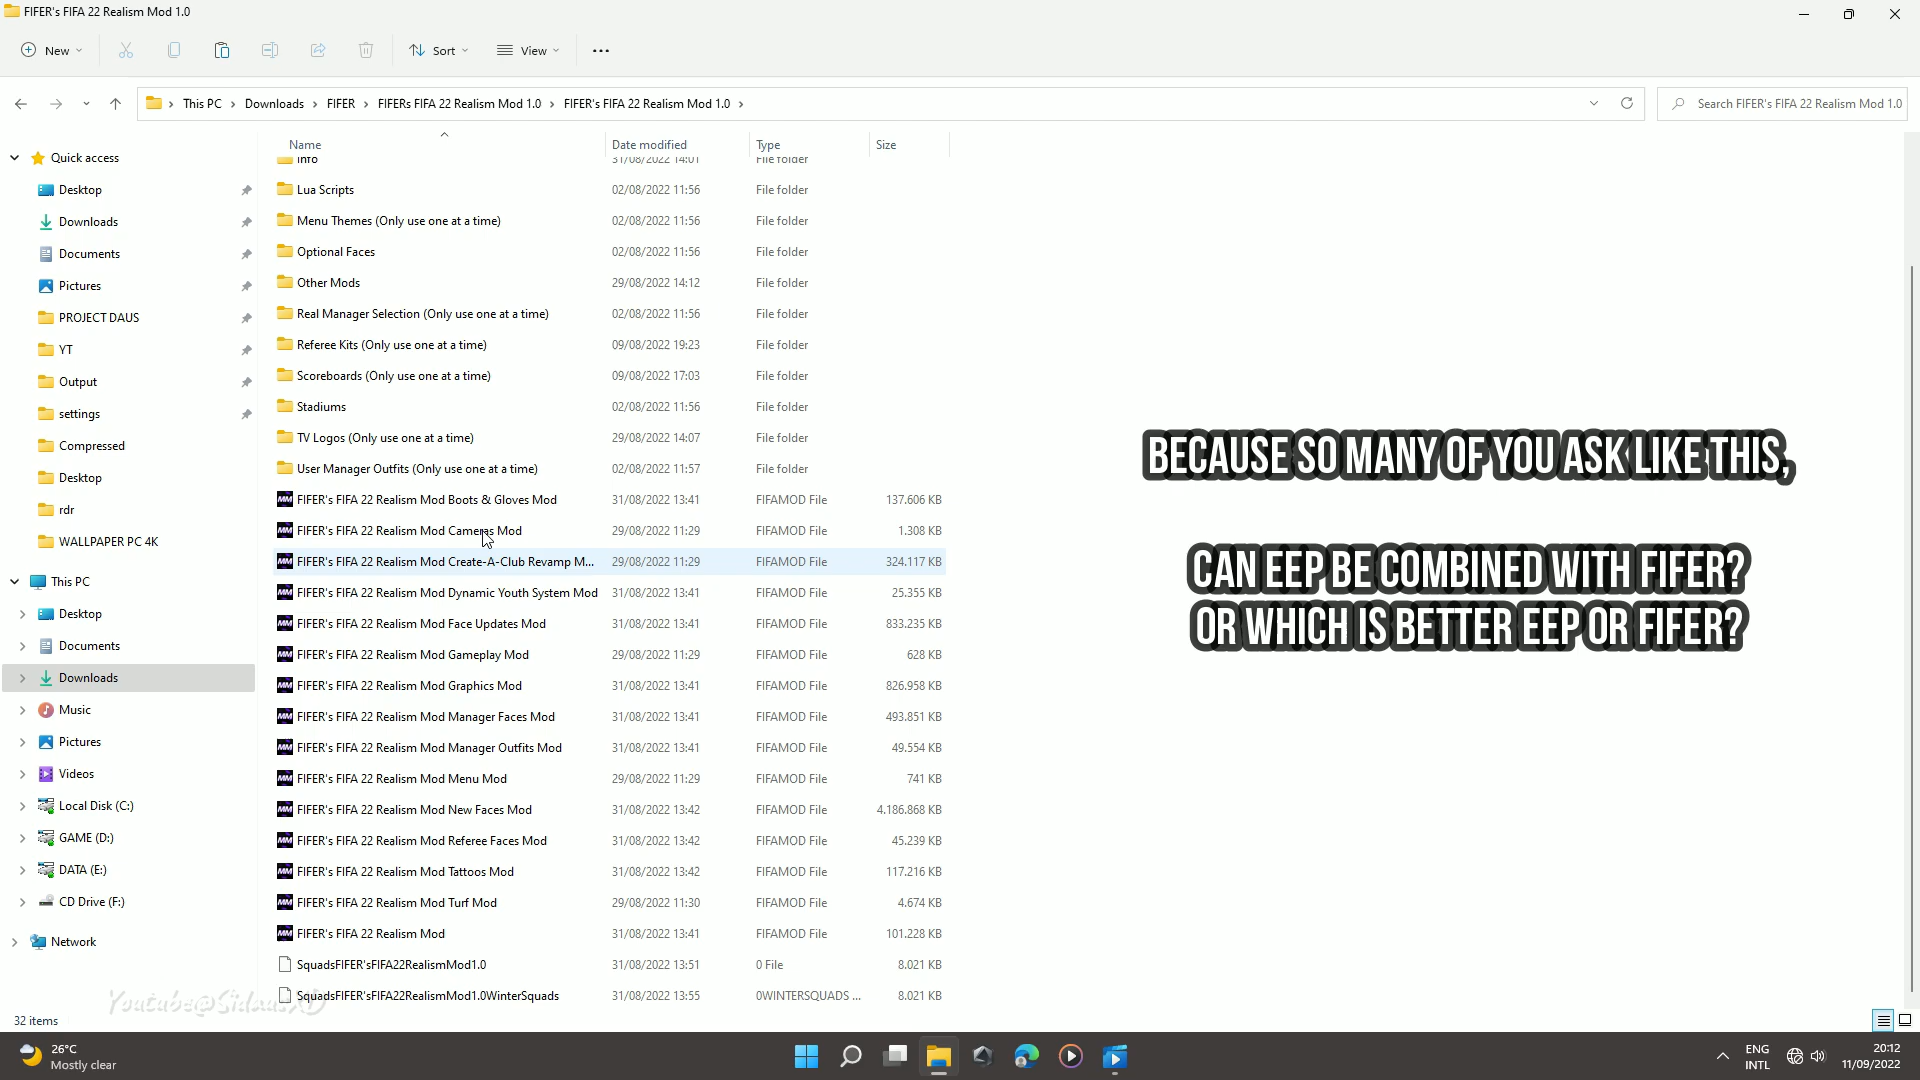 FIFER's FIFA 22 Realism Mod 1.0
New
Sort
View
This PC > Downloads > FIFER > FIFERs FIFA 22 Realism Mod 1.0 > FIFER's FIFA 22 Realism Mod 1.0 >
Search FIFER's FIFA 22 Realism Mod 1.0
Name Date modified Type Size
Quick access
Desktop
Downloads
Documents
Pictures
PROJECT DAUS
YT
Output
settings
Compressed
Desktop
rdr
WALLPAPER PC 4K
This PC
Desktop
Documents
Downloads
Music
Pictures
Videos
Local Disk (C:)
GAME (D:)
DATA (E:)
CD Drive (F:)
Network
Info 31/08/2022 14:01 File folder
Lua Scripts 02/08/2022 11:56 File folder
Menu Themes (Only use one at a time) 02/08/2022 11:56 File folder
Optional Faces 02/08/2022 11:56 File folder
Other Mods 29/08/2022 14:12 File folder
Real Manager Selection (Only use one at a time) 02/08/2022 11:56 File folder
Referee Kits (Only use one at a time) 09/08/2022 19:23 File folder
Scoreboards (Only use one at a time) 09/08/2022 17:03 File folder
Stadiums 02/08/2022 11:56 File folder
TV Logos (Only use one at a time) 29/08/2022 14:07 File folder
User Manager Outfits (Only use one at a time) 02/08/2022 11:57 File folder
FIFER's FIFA 22 Realism Mod Boots & Gloves Mod 31/08/2022 13:41 FIFAMOD File 137.606 KB
FIFER's FIFA 22 Realism Mod Cameras Mod 29/08/2022 11:29 FIFAMOD File 1.308 KB
FIFER's FIFA 22 Realism Mod Create-A-Club Revamp M... 29/08/2022 11:29 FIFAMOD File 324.117 KB
FIFER's FIFA 22 Realism Mod Dynamic Youth System Mod 31/08/2022 13:41 FIFAMOD File 25.355 KB
FIFER's FIFA 22 Realism Mod Face Updates Mod 31/08/2022 13:41 FIFAMOD File 833.235 KB
FIFER's FIFA 22 Realism Mod Gameplay Mod 29/08/2022 11:29 FIFAMOD File 628 KB
FIFER's FIFA 22 Realism Mod Graphics Mod 31/08/2022 13:41 FIFAMOD File 826.958 KB
FIFER's FIFA 22 Realism Mod Manager Faces Mod 31/08/2022 13:41 FIFAMOD File 493.851 KB
FIFER's FIFA 22 Realism Mod Manager Outfits Mod 31/08/2022 13:41 FIFAMOD File 49.554 KB
FIFER's FIFA 22 Realism Mod Menu Mod 29/08/2022 11:29 FIFAMOD File 741 KB
FIFER's FIFA 22 Realism Mod New Faces Mod 31/08/2022 13:42 FIFAMOD File 4.186.868 KB
FIFER's FIFA 22 Realism Mod Referee Faces Mod 31/08/2022 13:42 FIFAMOD File 45.239 KB
FIFER's FIFA 22 Realism Mod Tattoos Mod 31/08/2022 13:42 FIFAMOD File 117.216 KB
FIFER's FIFA 22 Realism Mod Turf Mod 29/08/2022 11:30 FIFAMOD File 4.674 KB
FIFER's FIFA 22 Realism Mod 31/08/2022 13:41 FIFAMOD File 101.228 KB
SquadsFIFER'sFIFA22RealismMod1.0 31/08/2022 13:51 0 File 8.021 KB
SquadsFIFER'sFIFA22RealismMod1.0WinterSquads 31/08/2022 13:55 0WINTERSQUADS ... 8.021 KB
BECAUSE SO MANY OF YOU ASK LIKE THIS,
CAN EEP BE COMBINED WITH FIFER?
OR WHICH IS BETTER EEP OR FIFER?
32 items
26°C
Mostly clear
ENG
INTL
20:12
11/09/2022